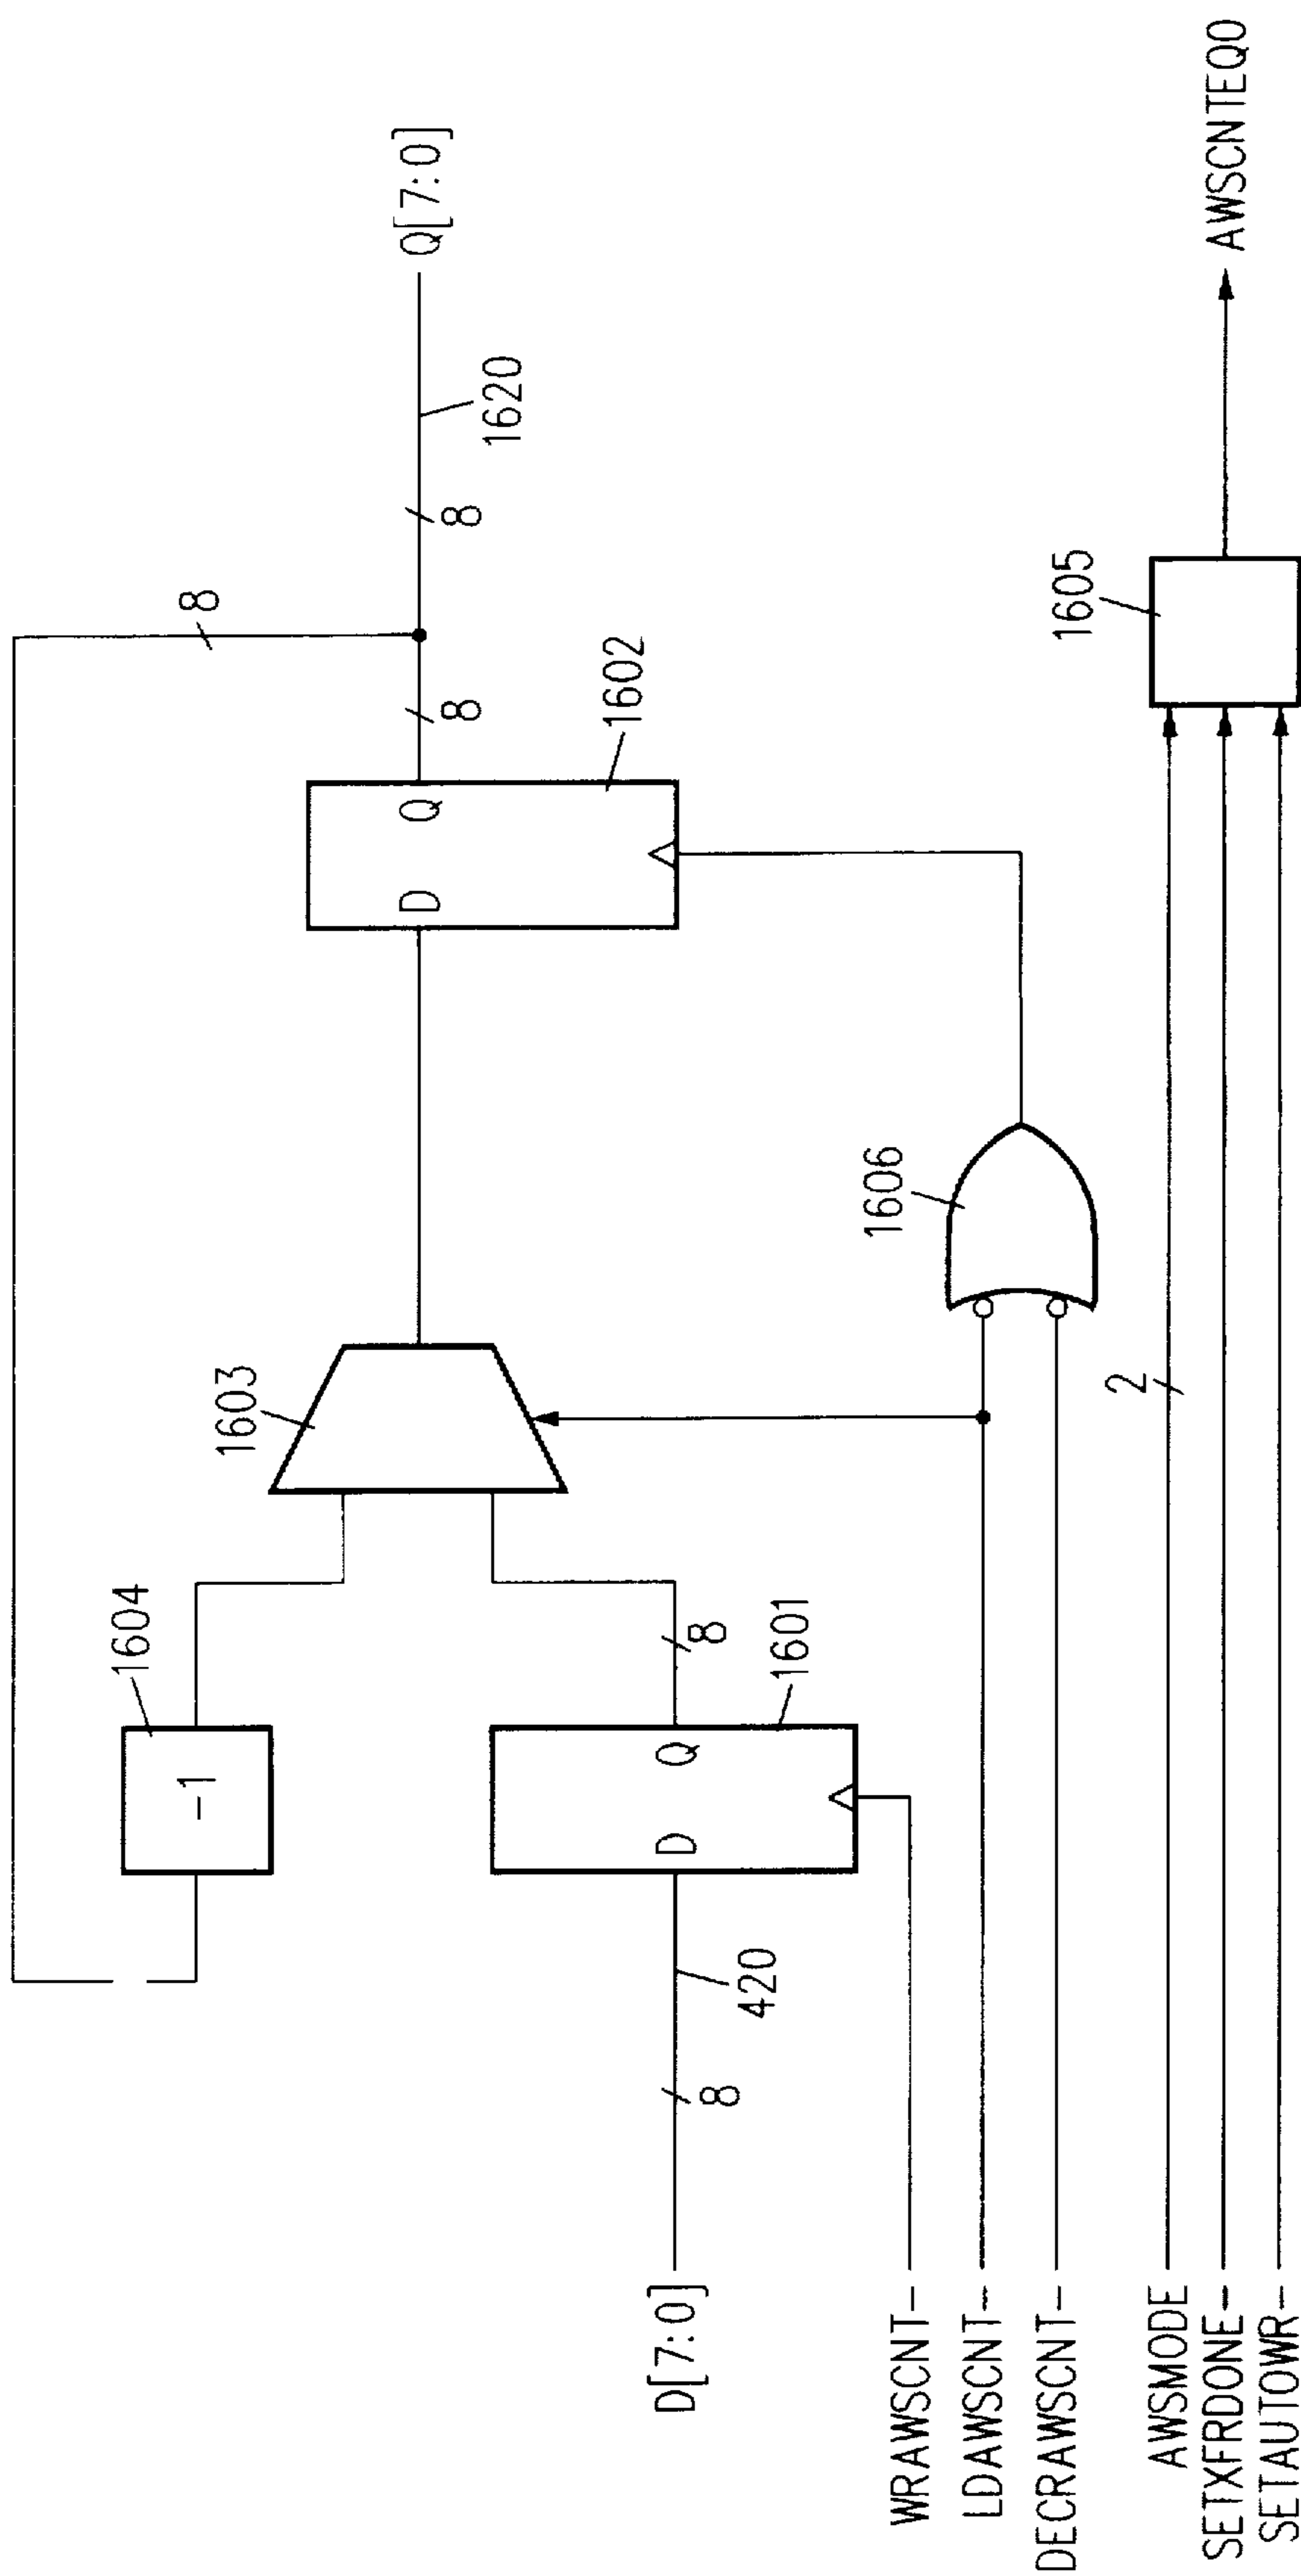 8
Q[7:0]
1604
-1
1603
8
8
1620
D
Q
1602
D[7:0]
8
420
D
Q
8
1601
1606
WRAWSCNT-
LDAWSCNT-
DECRAWSCNT-
1605
AWSMODE
2
SETXFRDONE-
AWSCNTEQ0
SETAUTOWR-